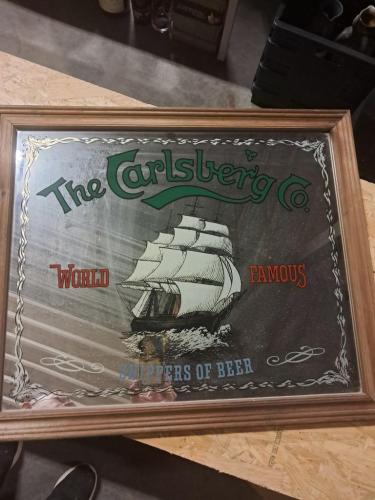 The Carlsberg Co.
WORLD FAMOUS
SHIPPERS OF BEER